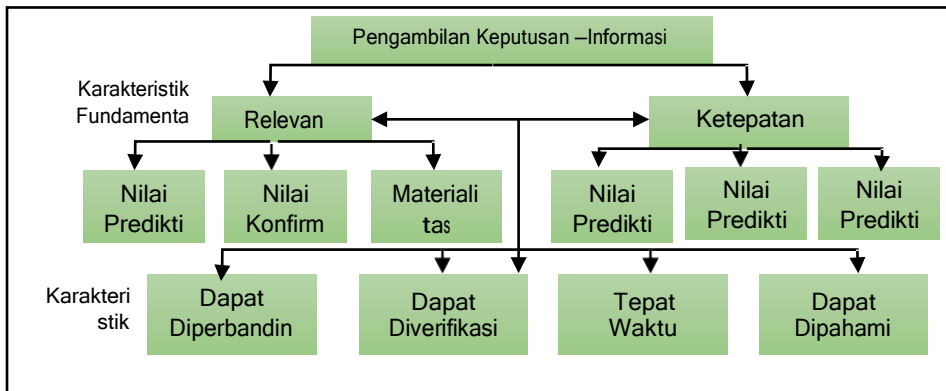 Pengambilan Keputusan –Informasi
Karakteristik
Fundamenta
Relevan
Ketepatan
Nilai
Predikti
Nilai
Konfirm
Materiali
tas
Nilai
Predikti
Nilai
Predikti
Nilai
Predikti
Karakteri
stik
Dapat
Diperbandin
Dapat
Diverifikasi
Tepat
Waktu
Dapat
Dipahami